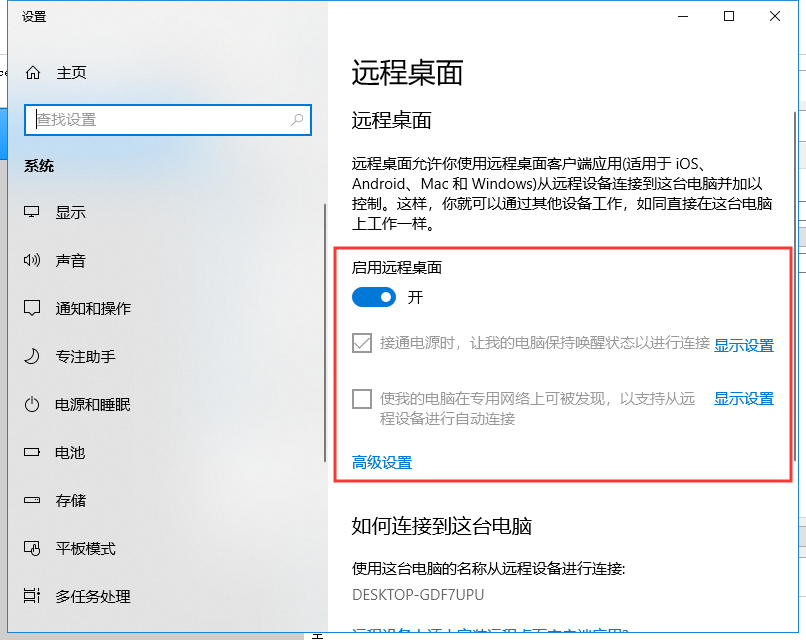 设置
主页
查找设置
系统
显示
声音
通知和操作
专注助手
电源和睡眠
电池
存储
平板模式
多任务处理
远程桌面
远程桌面
远程桌面允许你使用远程桌面客户端应用(适用于 iOS、
Android、Mac 和 Windows)从远程设备连接到这台电脑并加以
控制。这样，你就可以通过其他设备工作，如同直接在这台电脑
上工作一样。
启用远程桌面
开
接通电源时，让我的电脑保持唤醒状态以进行连接 显示设置
使我的电脑在专用网络上可被发现，以支持从远 显示设置
程设备进行自动连接
高级设置
如何连接到这台电脑
使用这台电脑的名称从远程设备进行连接:
DESKTOP-GDF7UPU